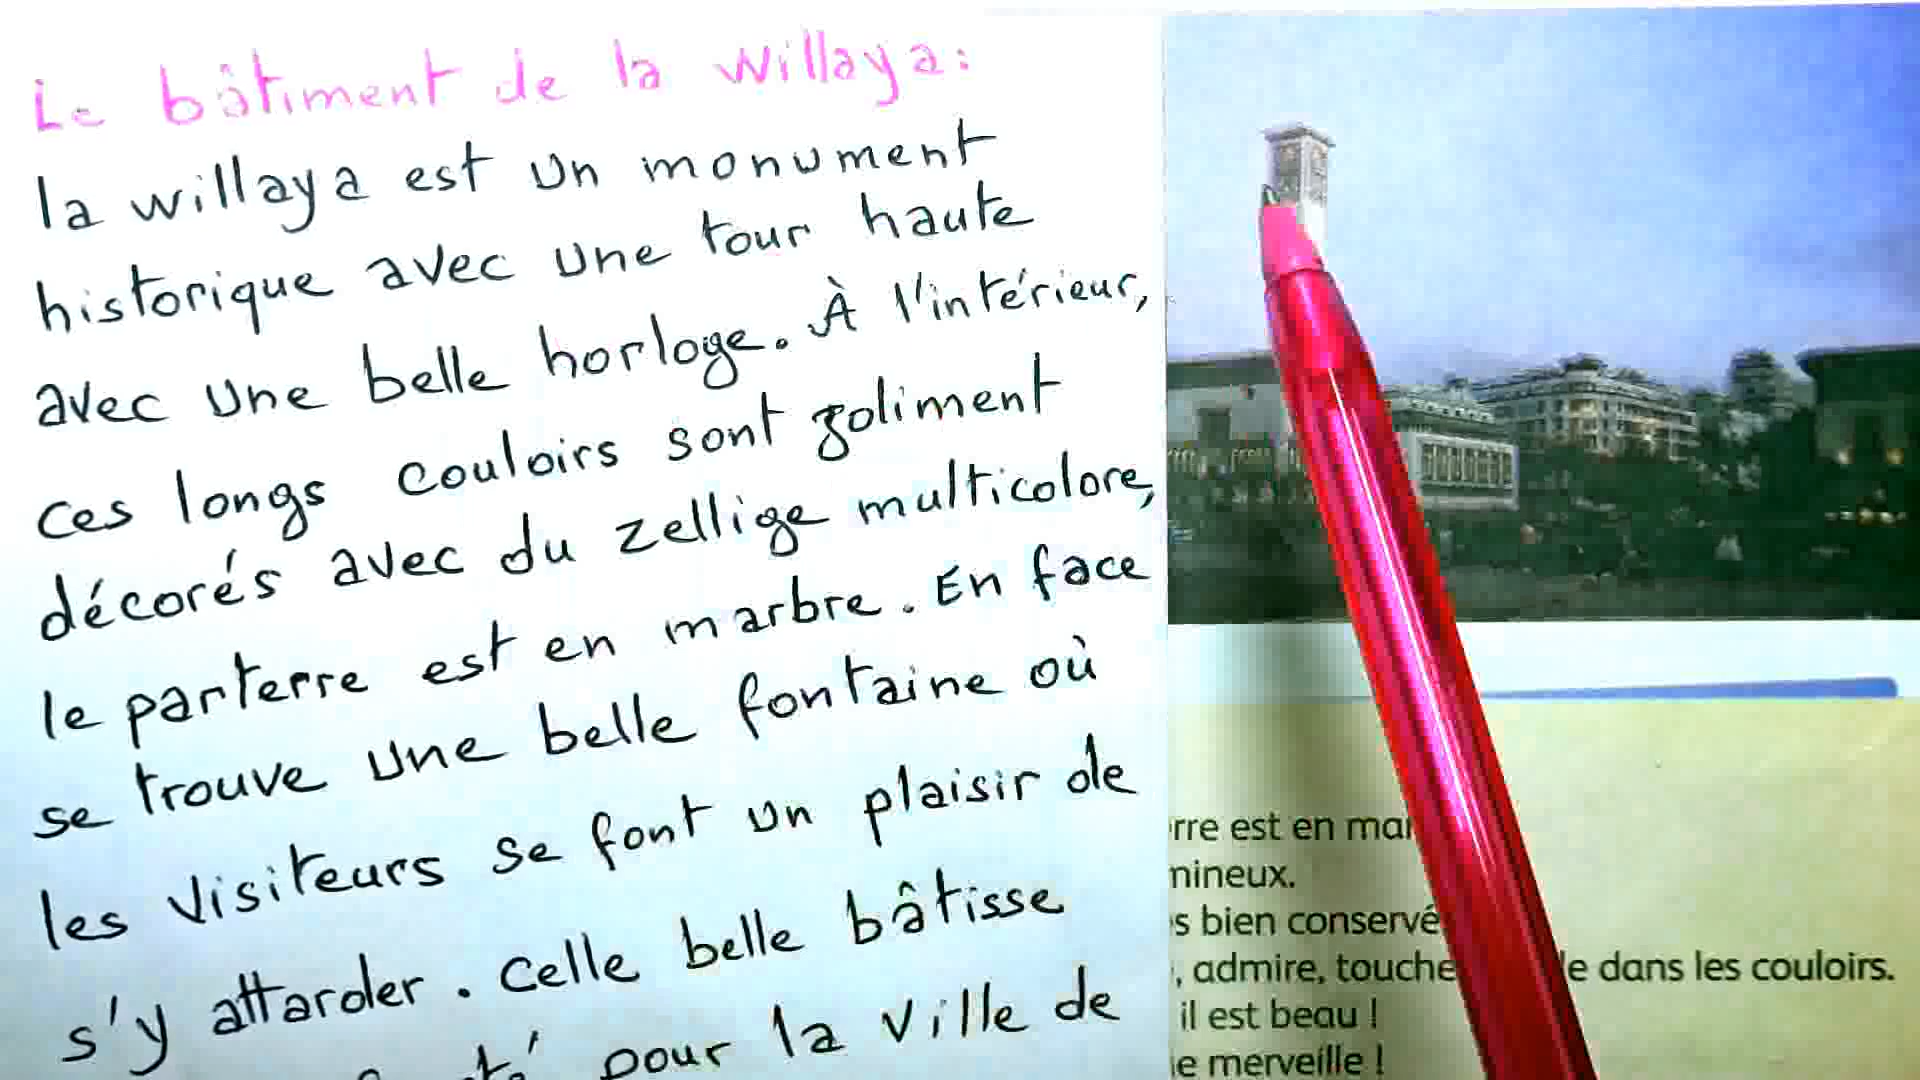 Le bâtiment de la willaya:
la willaya est un monument
historique avec une tour haute
avec une belle horloge. À l'intérieur,
ces longs couloirs sont joliment
décorés avec du zellige multicolore,
le parterre est en marbre. En face
se trouve une belle fontaine où
les visiteurs se font un plaisir de
s'y attarder. Celle belle bâtisse
pour la ville de
rre est en mar
mineux.
s bien conservé
, admire, touche le dans les couloirs.
il est beau !
ne merveille !